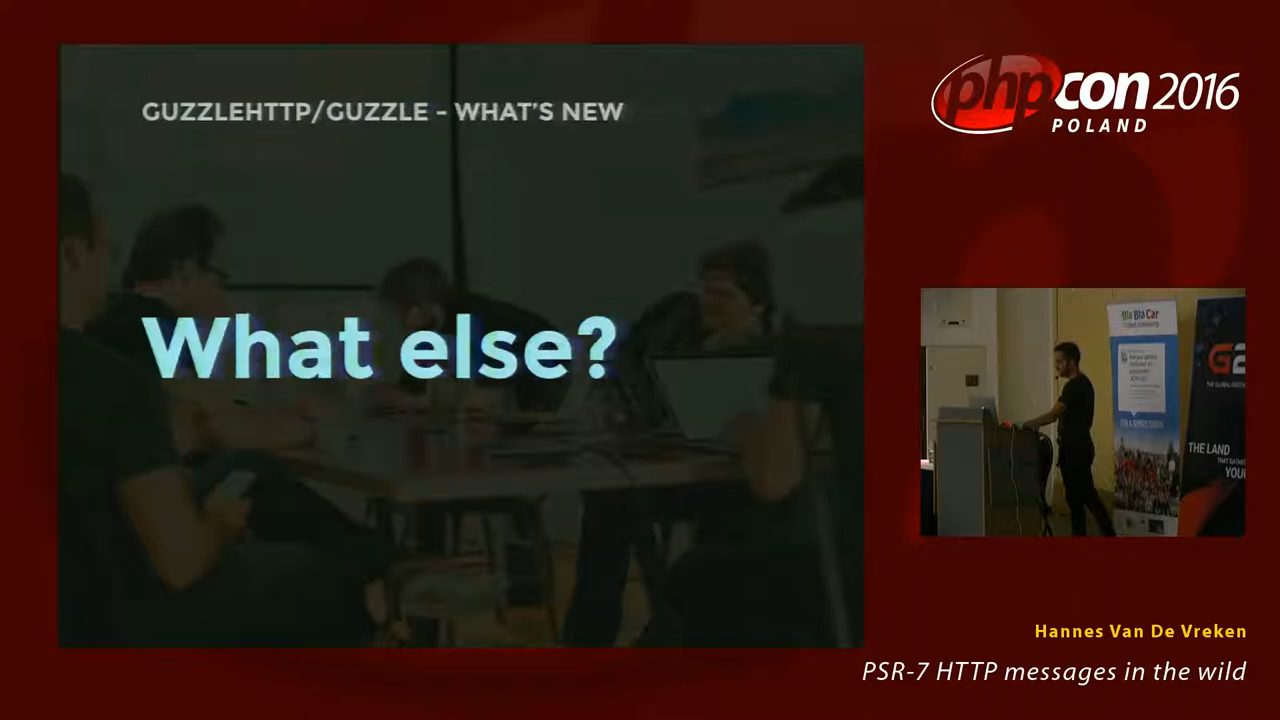 GUZZLEHTTP/GUZZLE - WHAT'S NEW
What else?
phpcon 2016
POLAND
Bla Bla Car
THE LAND
YOU
Hannes Van De Vreken
PSR-7 HTTP messages in the wild